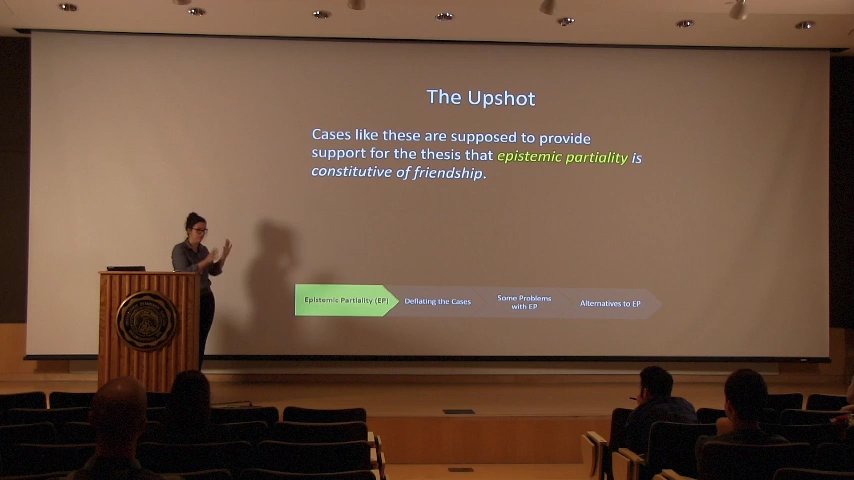 The Upshot
Cases like these are supposed to provide
support for the thesis that epistemic partiality is
constitutive of friendship.
Epistemic Partiality (EP)
Deflating the Cases
Some Problems
with EP
Alternatives to EP